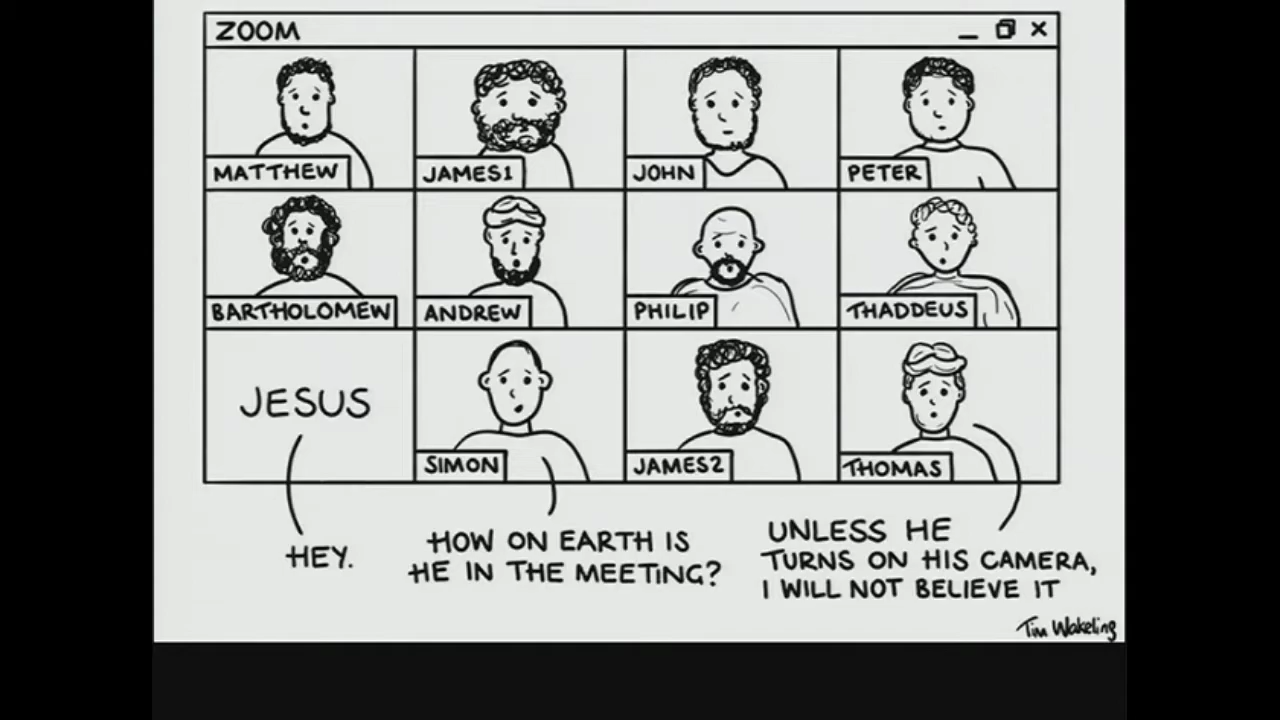 ZOOM
MATTHEW
JAMES1
JOHN
PETER
BARTHOLOMEW
ANDREW
PHILIP
THADDEUS
JESUS
SIMON
JAMES2
THOMAS
HEY.
HOW ON EARTH IS
HE IN THE MEETING?
UNLESS HE
TURNS ON HIS CAMERA,
I WILL NOT BELIEVE IT
Tim Wakeling